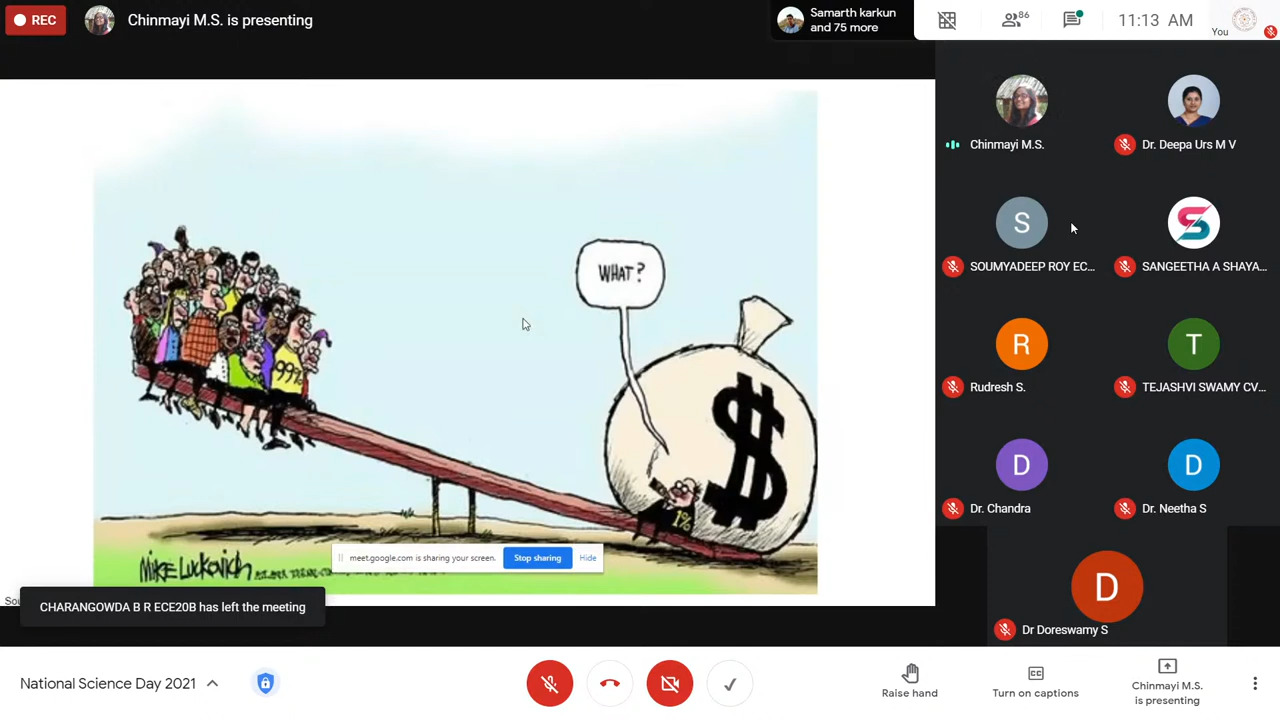 REC
Chinmayi M.S. is presenting
Samarth karkun
and 75 more
86
11:13 AM
You
WHAT?
99%
$
1%
MIKE LUCKOVICH
meet.google.com is sharing your screen.
Stop sharing
Hide
CHARANGOWDA B R ECE20B has left the meeting
Chinmayi M.S.
Dr. Deepa Urs M V
S
S
SOUMYADEEP ROY EC...
SANGEETHA A SHAYA...
R
T
Rudresh S.
TEJASHVI SWAMY CV...
D
D
Dr. Chandra
Dr. Neetha S
D
Dr Doreswamy S
National Science Day 2021
Raise hand
CC
Turn on captions
Chinmayi M.S.
is presenting